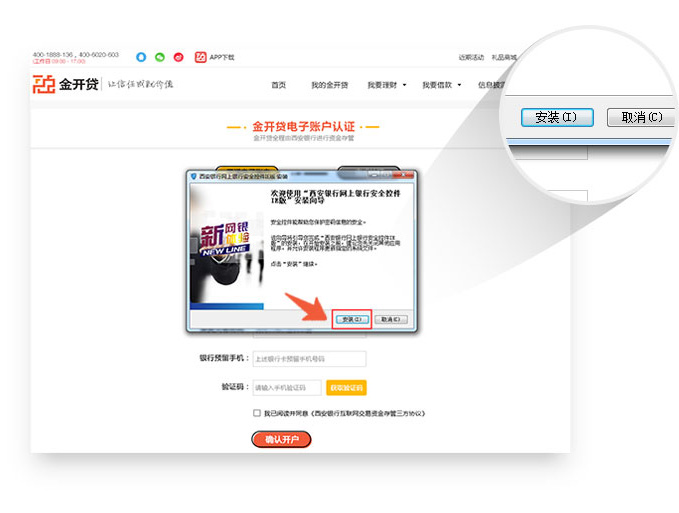 400-1888-136，400-6020-603
(工作日 09:00 - 17:00)
APP下载
近期活动 礼品商城
金开贷 让信任成就价值
首页 我的金开贷 我要理财 我要借款 信息披露
安装(I) 取消(C)
金开贷电子账户认证
金开贷全程由西安银行进行资金存管
西安银行网上银行安全控件IE版 安装
欢迎使用“西安银行网上银行安全控件
IE版”安装向导
安全控件能帮助您保护密码信息的安全。
该向导将引导你完成“西安银行网上银行安全控件IE
版”的安装。在开始安装之前，建议您先关闭其他应用
程序。并允许安装程序更新指定的系统文件。
点击“安装”继续。
新网银
体验
NEW LINE
安装(I) 取消(C)
银行预留手机： 上述银行卡预留手机号码
验证码： 请输入手机验证码 获取验证码
我已阅读并同意《西安银行互联网交易资金存管三方协议》
确认开户